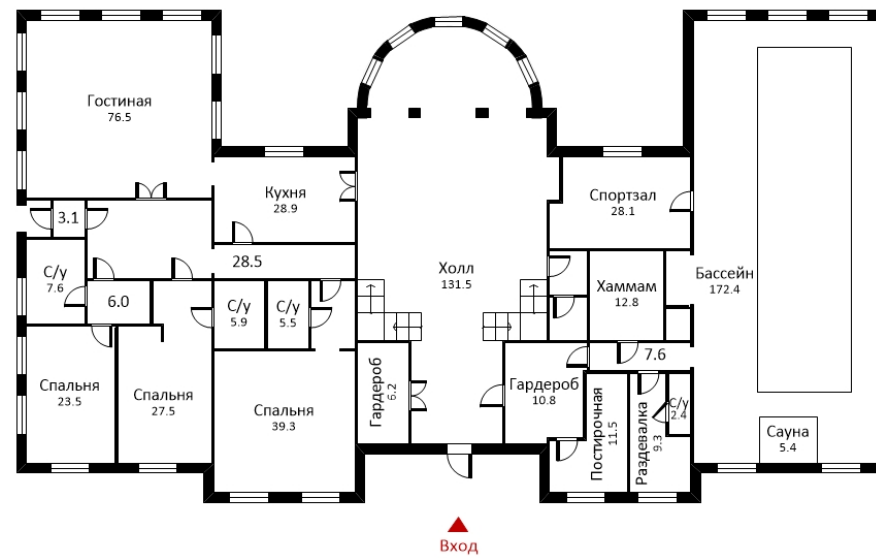 Гостиная
76.5
Кухня
28.9
3.1
28.5
С/у
7.6
6.0
С/у
5.9
С/у
5.5
Спальня
23.5
Спальня
27.5
Спальня
39.3
Холл
131.5
Гардероб
6.2
Спортзал
28.1
Хаммам
12.8
Бассейн
172.4
7.6
Гардероб
10.8
Постирочная
11.5
Раздевалка
9.3
С/у
2.4
Сауна
5.4
Вход